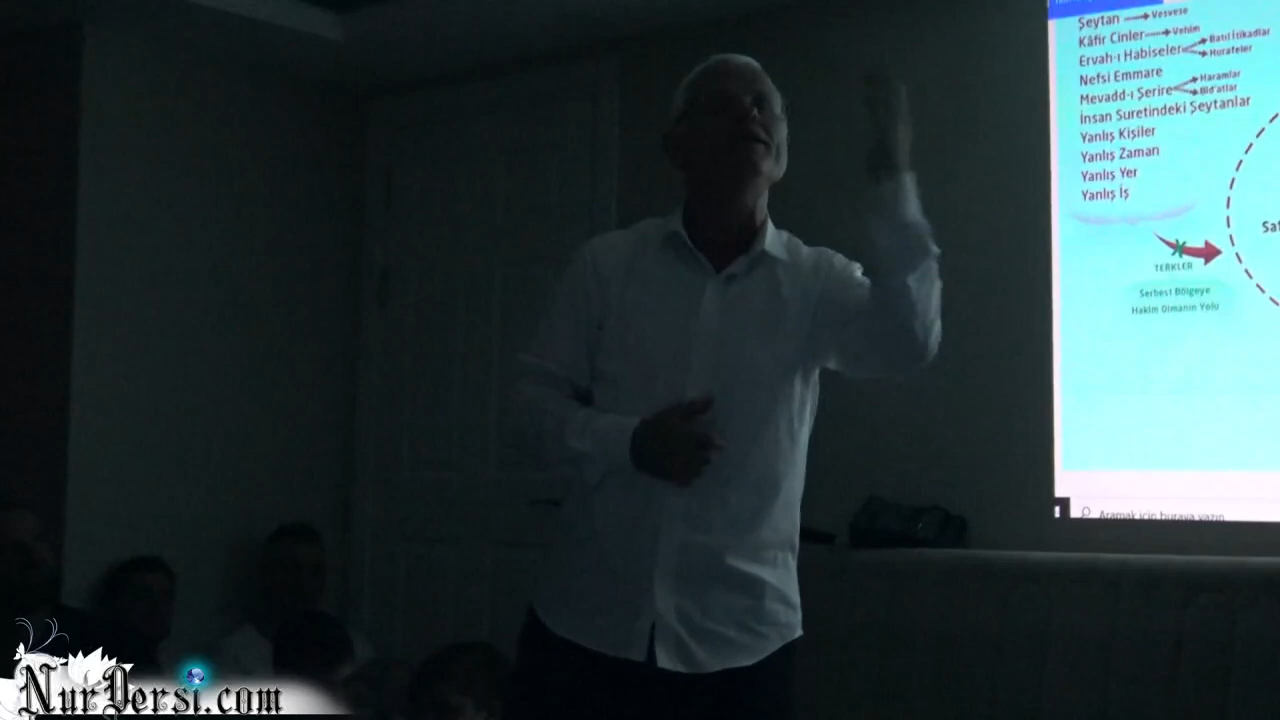 Şeytan → Vesvese
Kâfir Cinler → Vehim
Ervah-ı Habiseler → Batıl İtikadlar
→ Hurafeler
Nefsi Emmare
Mevadd-ı Şerire → Haramlar
→ Bid'atlar
İnsan Suretindeki Şeytanlar
Yanlış Kişiler
Yanlış Zaman
Yanlış Yer
Yanlış İş
TERKLER
Serbest Bölgeye
Hakim Olmanın Yolu
Aramak için buraya yazın
NurDersi.com